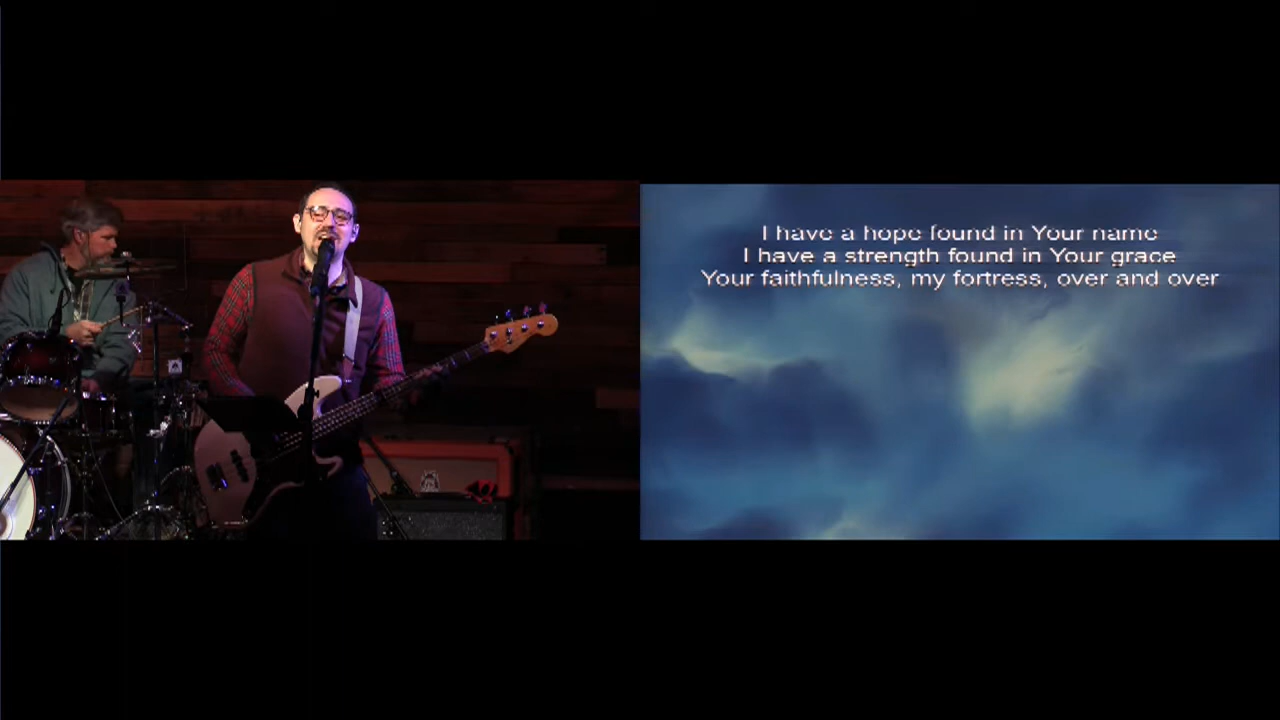 I have a hope found in Your name
I have a strength found in Your grace
Your faithfulness, my fortress, over and over